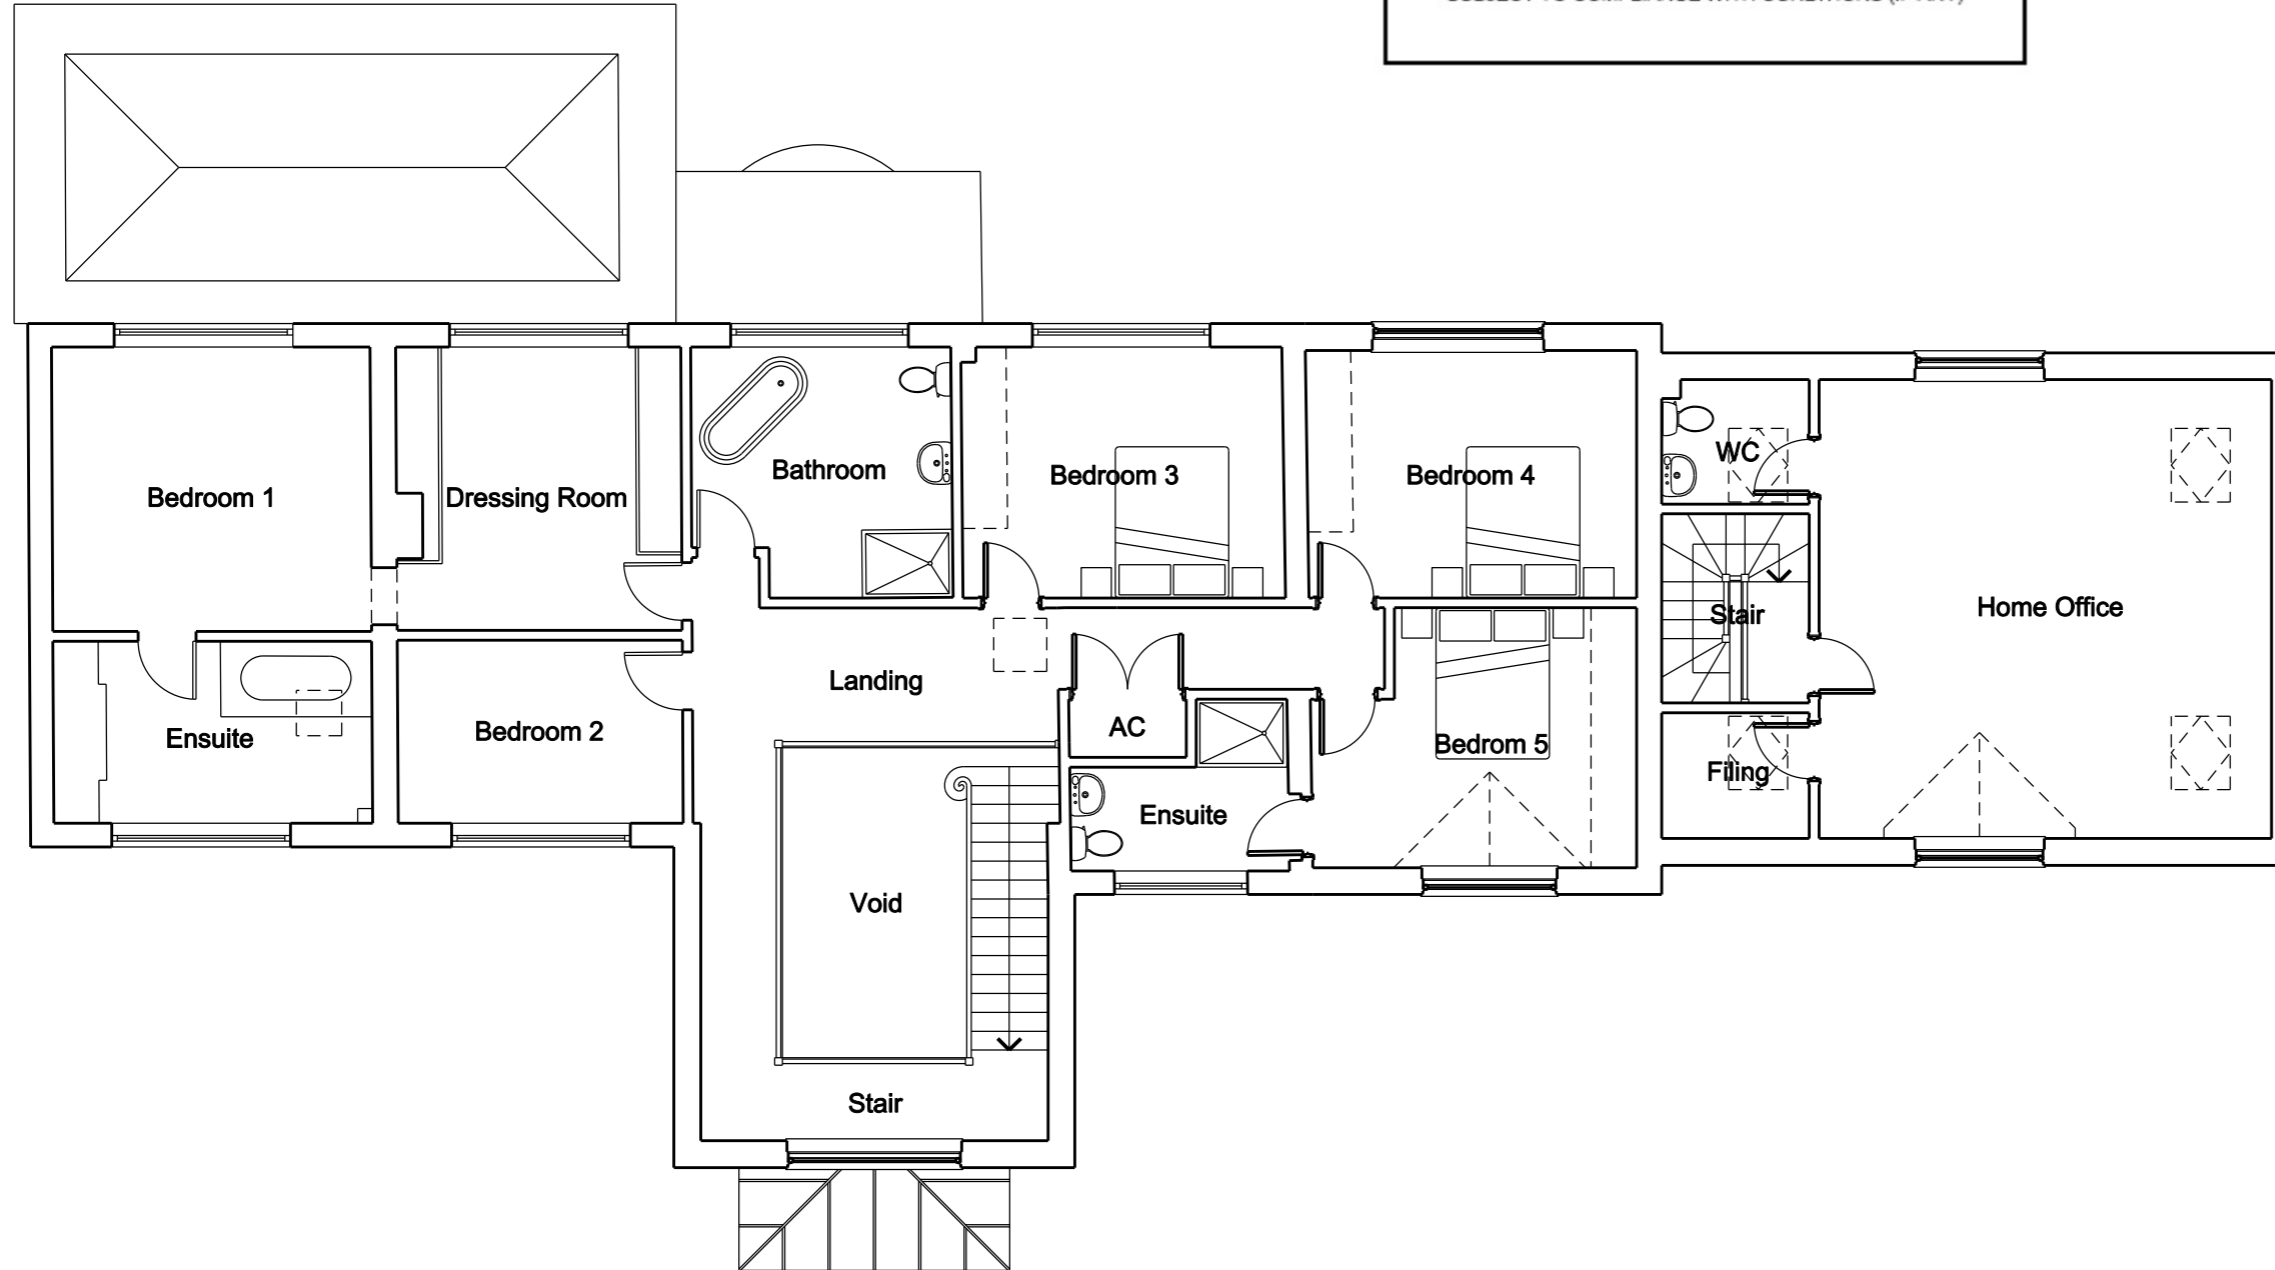 Bedroom 1
Dressing Room
Bathroom
Bedroom 3
Bedroom 4
WC
Stair
Home Office
Landing
Ensuite
Bedroom 2
AC
Bedrom 5
Filing
Ensuite
Void
Stair